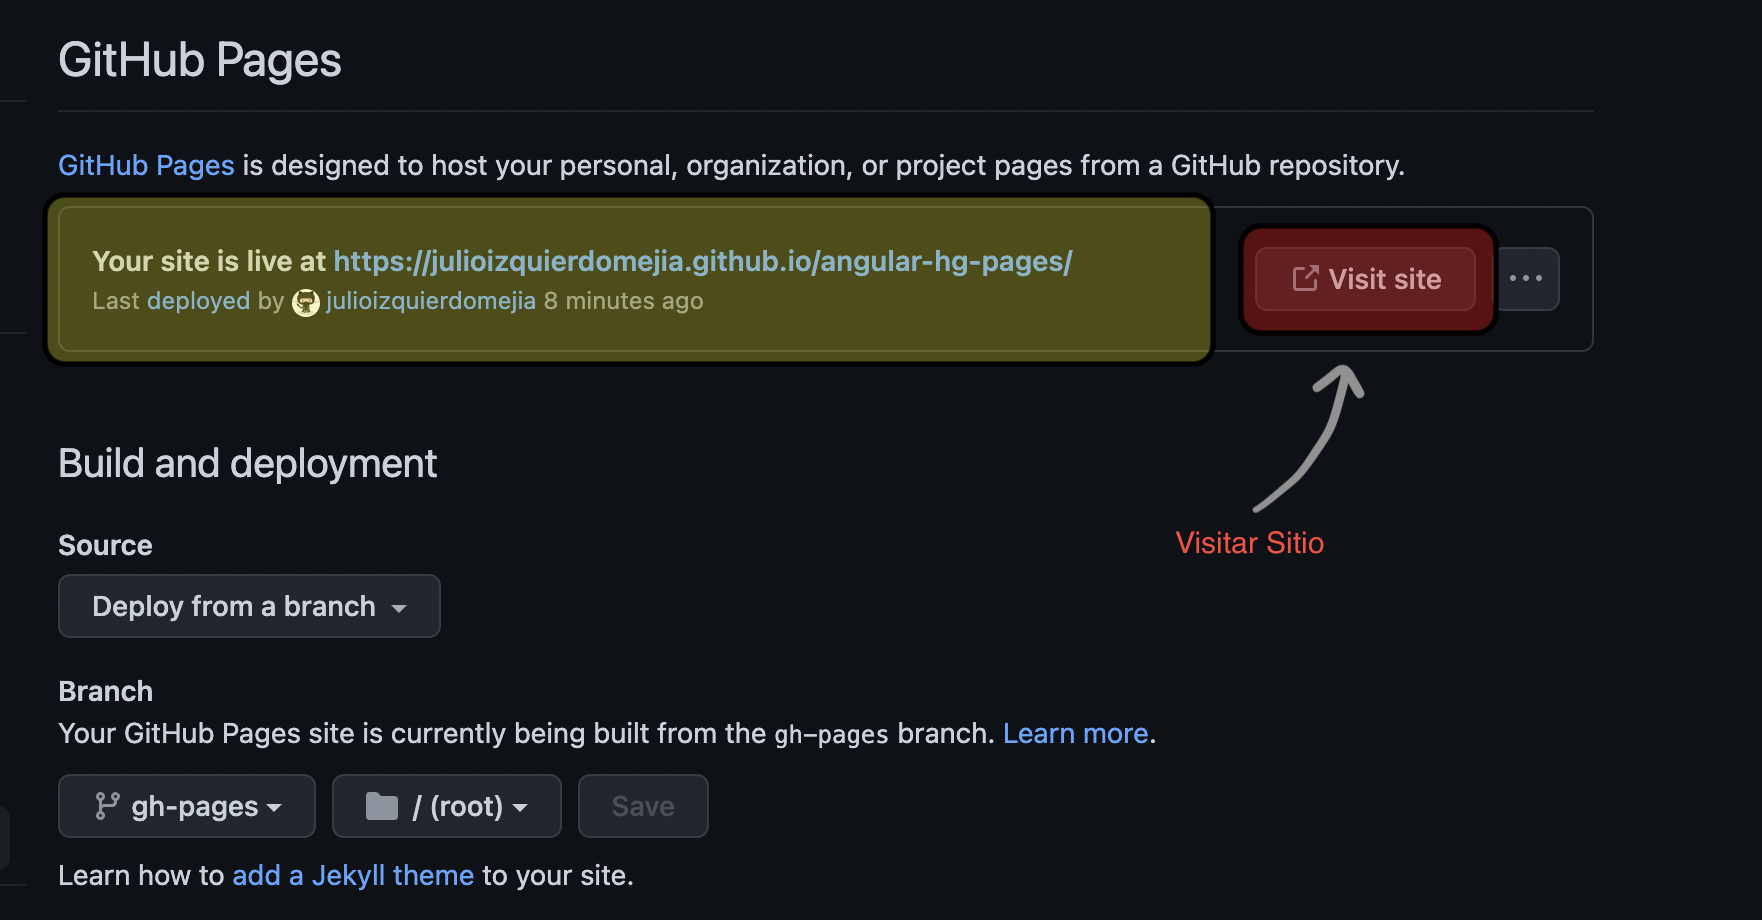 GitHub Pages
GitHub Pages is designed to host your personal, organization, or project pages from a GitHub repository.
Your site is live at https://julioizquierdomejia.github.io/angular-hg-pages/
Last deployed by julioizquierdomejia 8 minutes ago
Visit site
Visitar Sitio
Build and deployment
Source
Deploy from a branch
Branch
Your GitHub Pages site is currently being built from the gh-pages branch. Learn more.
gh-pages / (root) Save
Learn how to add a Jekyll theme to your site.